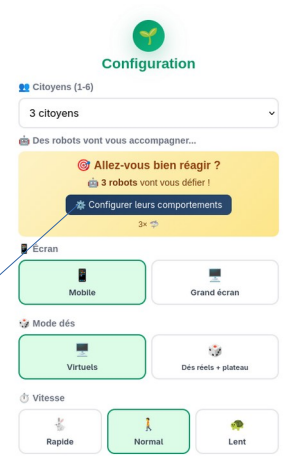 Configuration
👥 Citoyens (1-6)
3 citoyens
🤖 Des robots vont vous accompagner...
🎯 Allez-vous bien réagir ?
🤖 3 robots vont vous défier !
⚙️ Configurer leurs comportements
3× 🦈
📱 Écran
Mobile
Grand écran
🎲 Mode dés
Virtuels
Dés réels + plateau
⏱️ Vitesse
Rapide
Normal
Lent